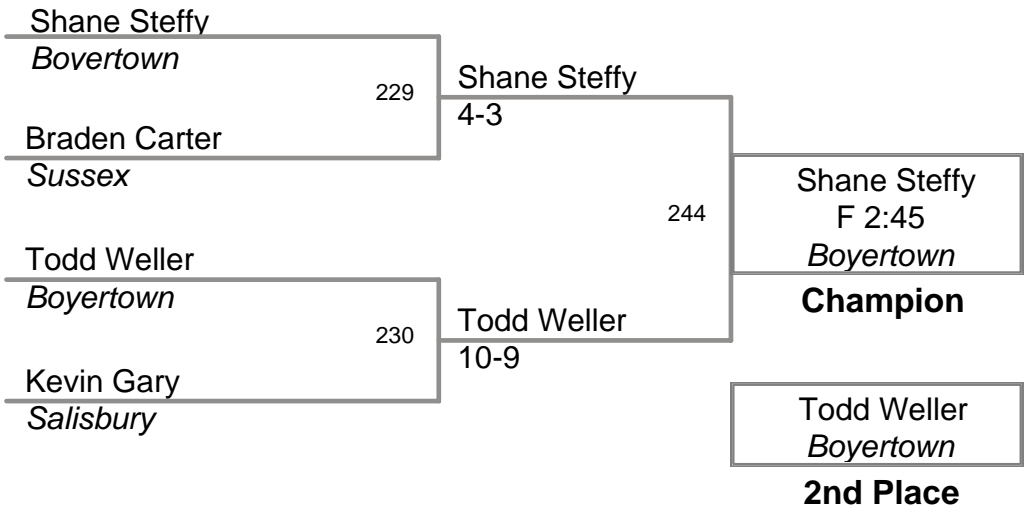 Shane Steffy
Boyertown
229
Braden Carter
Sussex
Shane Steffy
4-3
Todd Weller
Boyertown
230
Kevin Gary
Salisbury
Todd Weller
10-9
244
Shane Steffy
F 2:45
Boyertown
Champion
Todd Weller
Boyertown
2nd Place